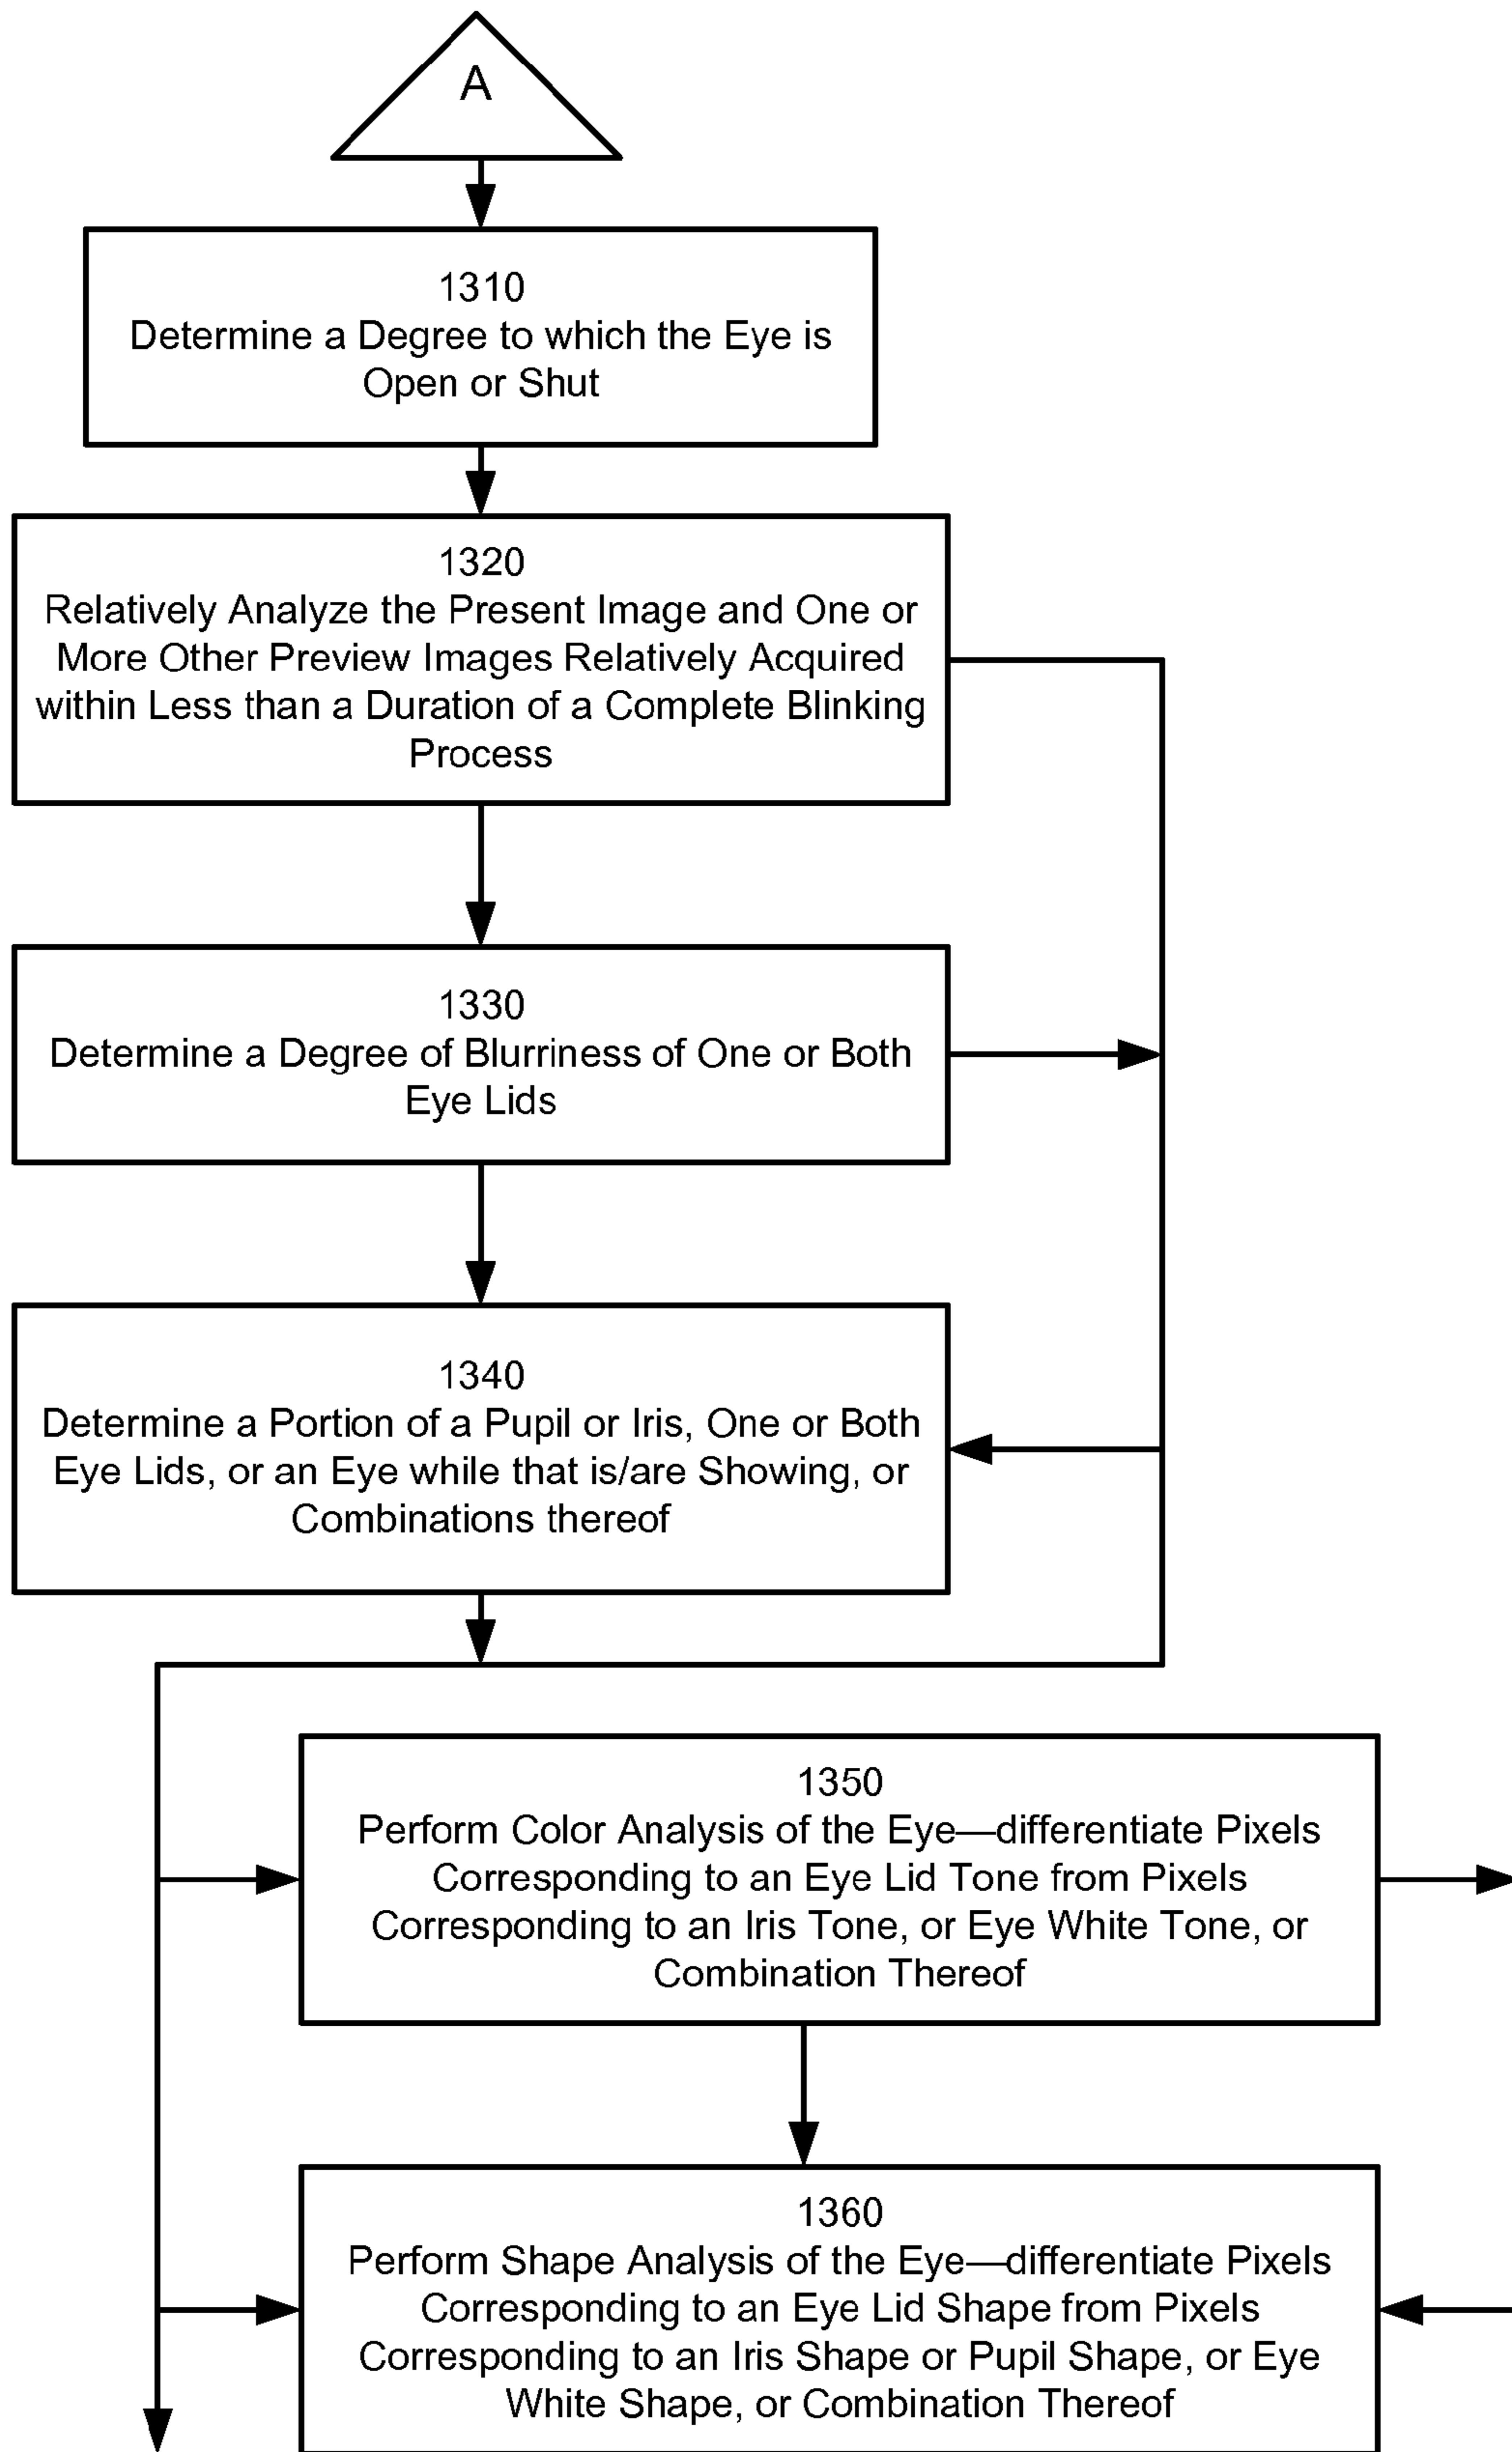 A
1310
Determine a Degree to which the Eye is
Open or Shut
1320
Relatively Analyze the Present Image and One or
More Other Preview Images Relatively Acquired
within Less than a Duration of a Complete Blinking
Process
1330
Determine a Degree of Blurriness of One or Both
Eye Lids
1340
Determine a Portion of a Pupil or Iris, One or Both
Eye Lids, or an Eye while that is/are Showing, or
Combinations thereof
1350
Perform Color Analysis of the Eye—differentiate Pixels
Corresponding to an Eye Lid Tone from Pixels
Corresponding to an Iris Tone, or Eye White Tone, or
Combination Thereof
1360
Perform Shape Analysis of the Eye—differentiate Pixels
Corresponding to an Eye Lid Shape from Pixels
Corresponding to an Iris Shape or Pupil Shape, or Eye
White Shape, or Combination Thereof